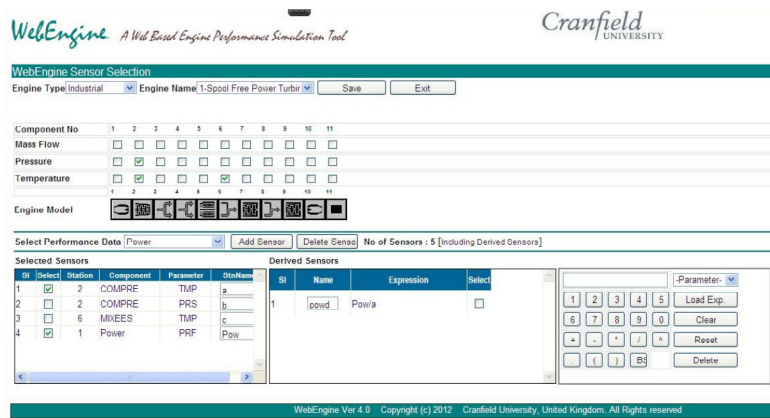 WebEngine A Web Based Engine Performance Simulation Tool Cranfield UNIVERSITY
WebEngine Sensor Selection
Engine Type Industrial Engine Name 1-Spool Free Power Turbir Save Exit
Component No 1 2 3 4 5 6 7 8 9 10 11
Mass Flow
Pressure
Temperature
1 2 3 4 5 6 7 8 9 10 11
Engine Model
Select Performance Data Power Add Sensor Delete Senso No of Sensors : 5 [Including Derived Sensors]
Selected Sensors Derived Sensors
SI Select Station Component Parameter StnName SI Name Expression Select -Parameter-
1 2 COMPRE TMP a 1 powd Pow/a 1 2 3 4 5 Load Exp.
2 2 COMPRE PRS b 6 7 8 9 0 Clear
3 6 MIXEES TMP c + - * / ^ Reset
4 1 Power PRF Pow . ( ) BS Delete
WebEngine Ver 4.0 Copyright (c) 2012 Cranfield University, United Kingdom. All Rights reserved